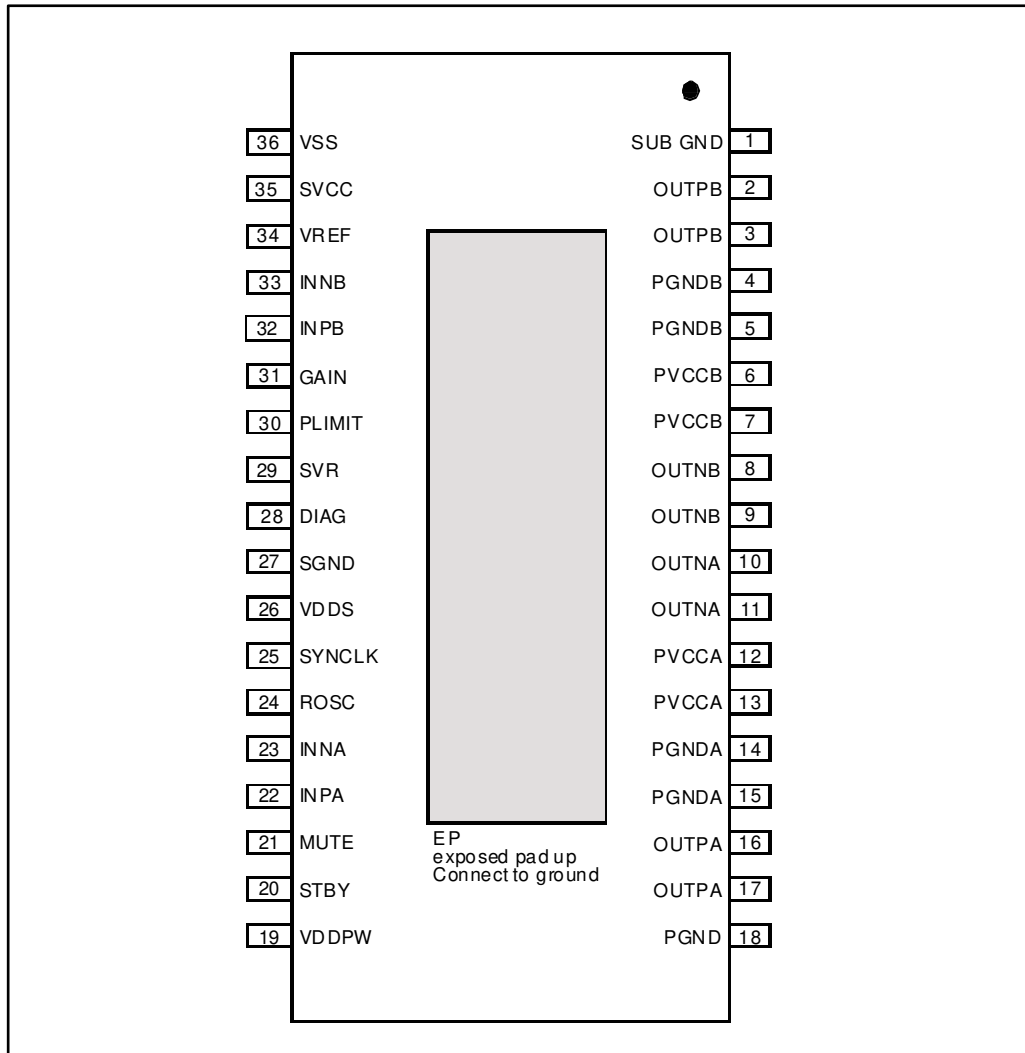 36 VSS SUB GND 1
35 SVCC OUTPB 2
34 VREF OUTPB 3
33 INNB PGNDB 4
32 INPB PGNDB 5
31 GAIN PVCCB 6
30 PLIMIT PVCCB 7
29 SVR OUTNB 8
28 DIAG OUTNB 9
27 SGND OUTNA 10
26 VDDS OUTNA 11
25 SYNCLK PVCCA 12
24 ROSC PVCCA 13
23 INNA PGNDA 14
22 INPA PGNDA 15
21 MUTE OUTPA 16
20 STBY OUTPA 17
19 VDDPW PGND 18
EP
exposed pad up
Connect to ground